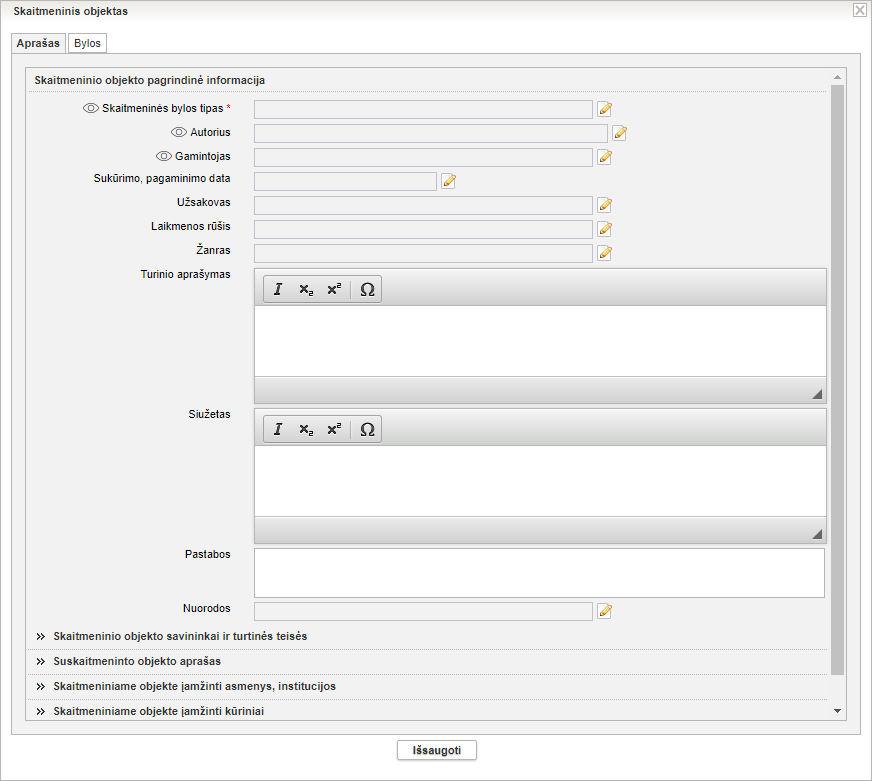 Skaitmeninis objektas
Aprašas Bylos
Skaitmeninio objekto pagrindinė informacija
Skaitmeninės bylos tipas *
Autorius
Gamintojas
Sukūrimo, pagaminimo data
Užsakovas
Laikmenos rūšis
Žanras
Turinio aprašymas
I x₂ x² Ω
Siužetas
I x₂ x² Ω
Pastabos
Nuorodos
Skaitmeninio objekto savininkai ir turtinės teisės
Suskaitmeninto objekto aprašas
Skaitmeniniame objekte įamžinti asmenys, institucijos
Skaitmeniniame objekte įamžinti kūriniai
Išsaugoti